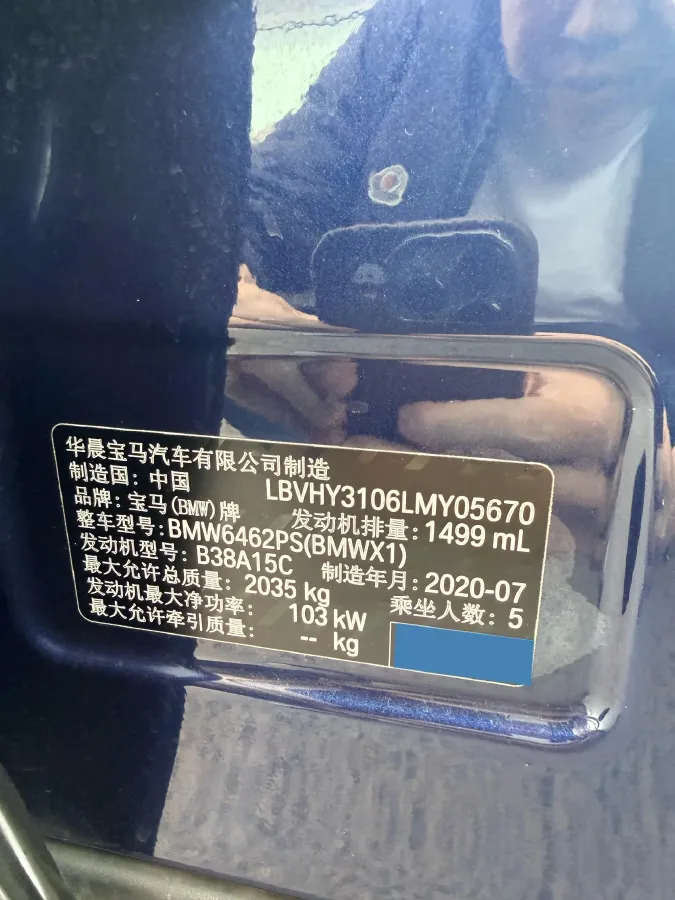 华晨宝马汽车有限公司制造
制造国：中国 LBVHY3106LMY05670
品牌：宝马(BMW)牌 发动机排量：1499 mL
整车型号：BMW6462PS(BMWX1)
发动机型号：B38A15C 制造年月：2020-07
最大允许总质量：2035 kg 乘坐人数：5
发动机最大净功率：103 kW
最大允许牵引质量：-- kg